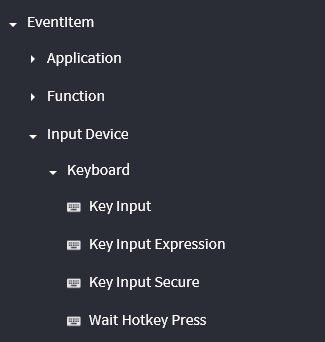 EventItem
Application
Function
Input Device
Keyboard
Key Input
Key Input Expression
Key Input Secure
Wait Hotkey Press